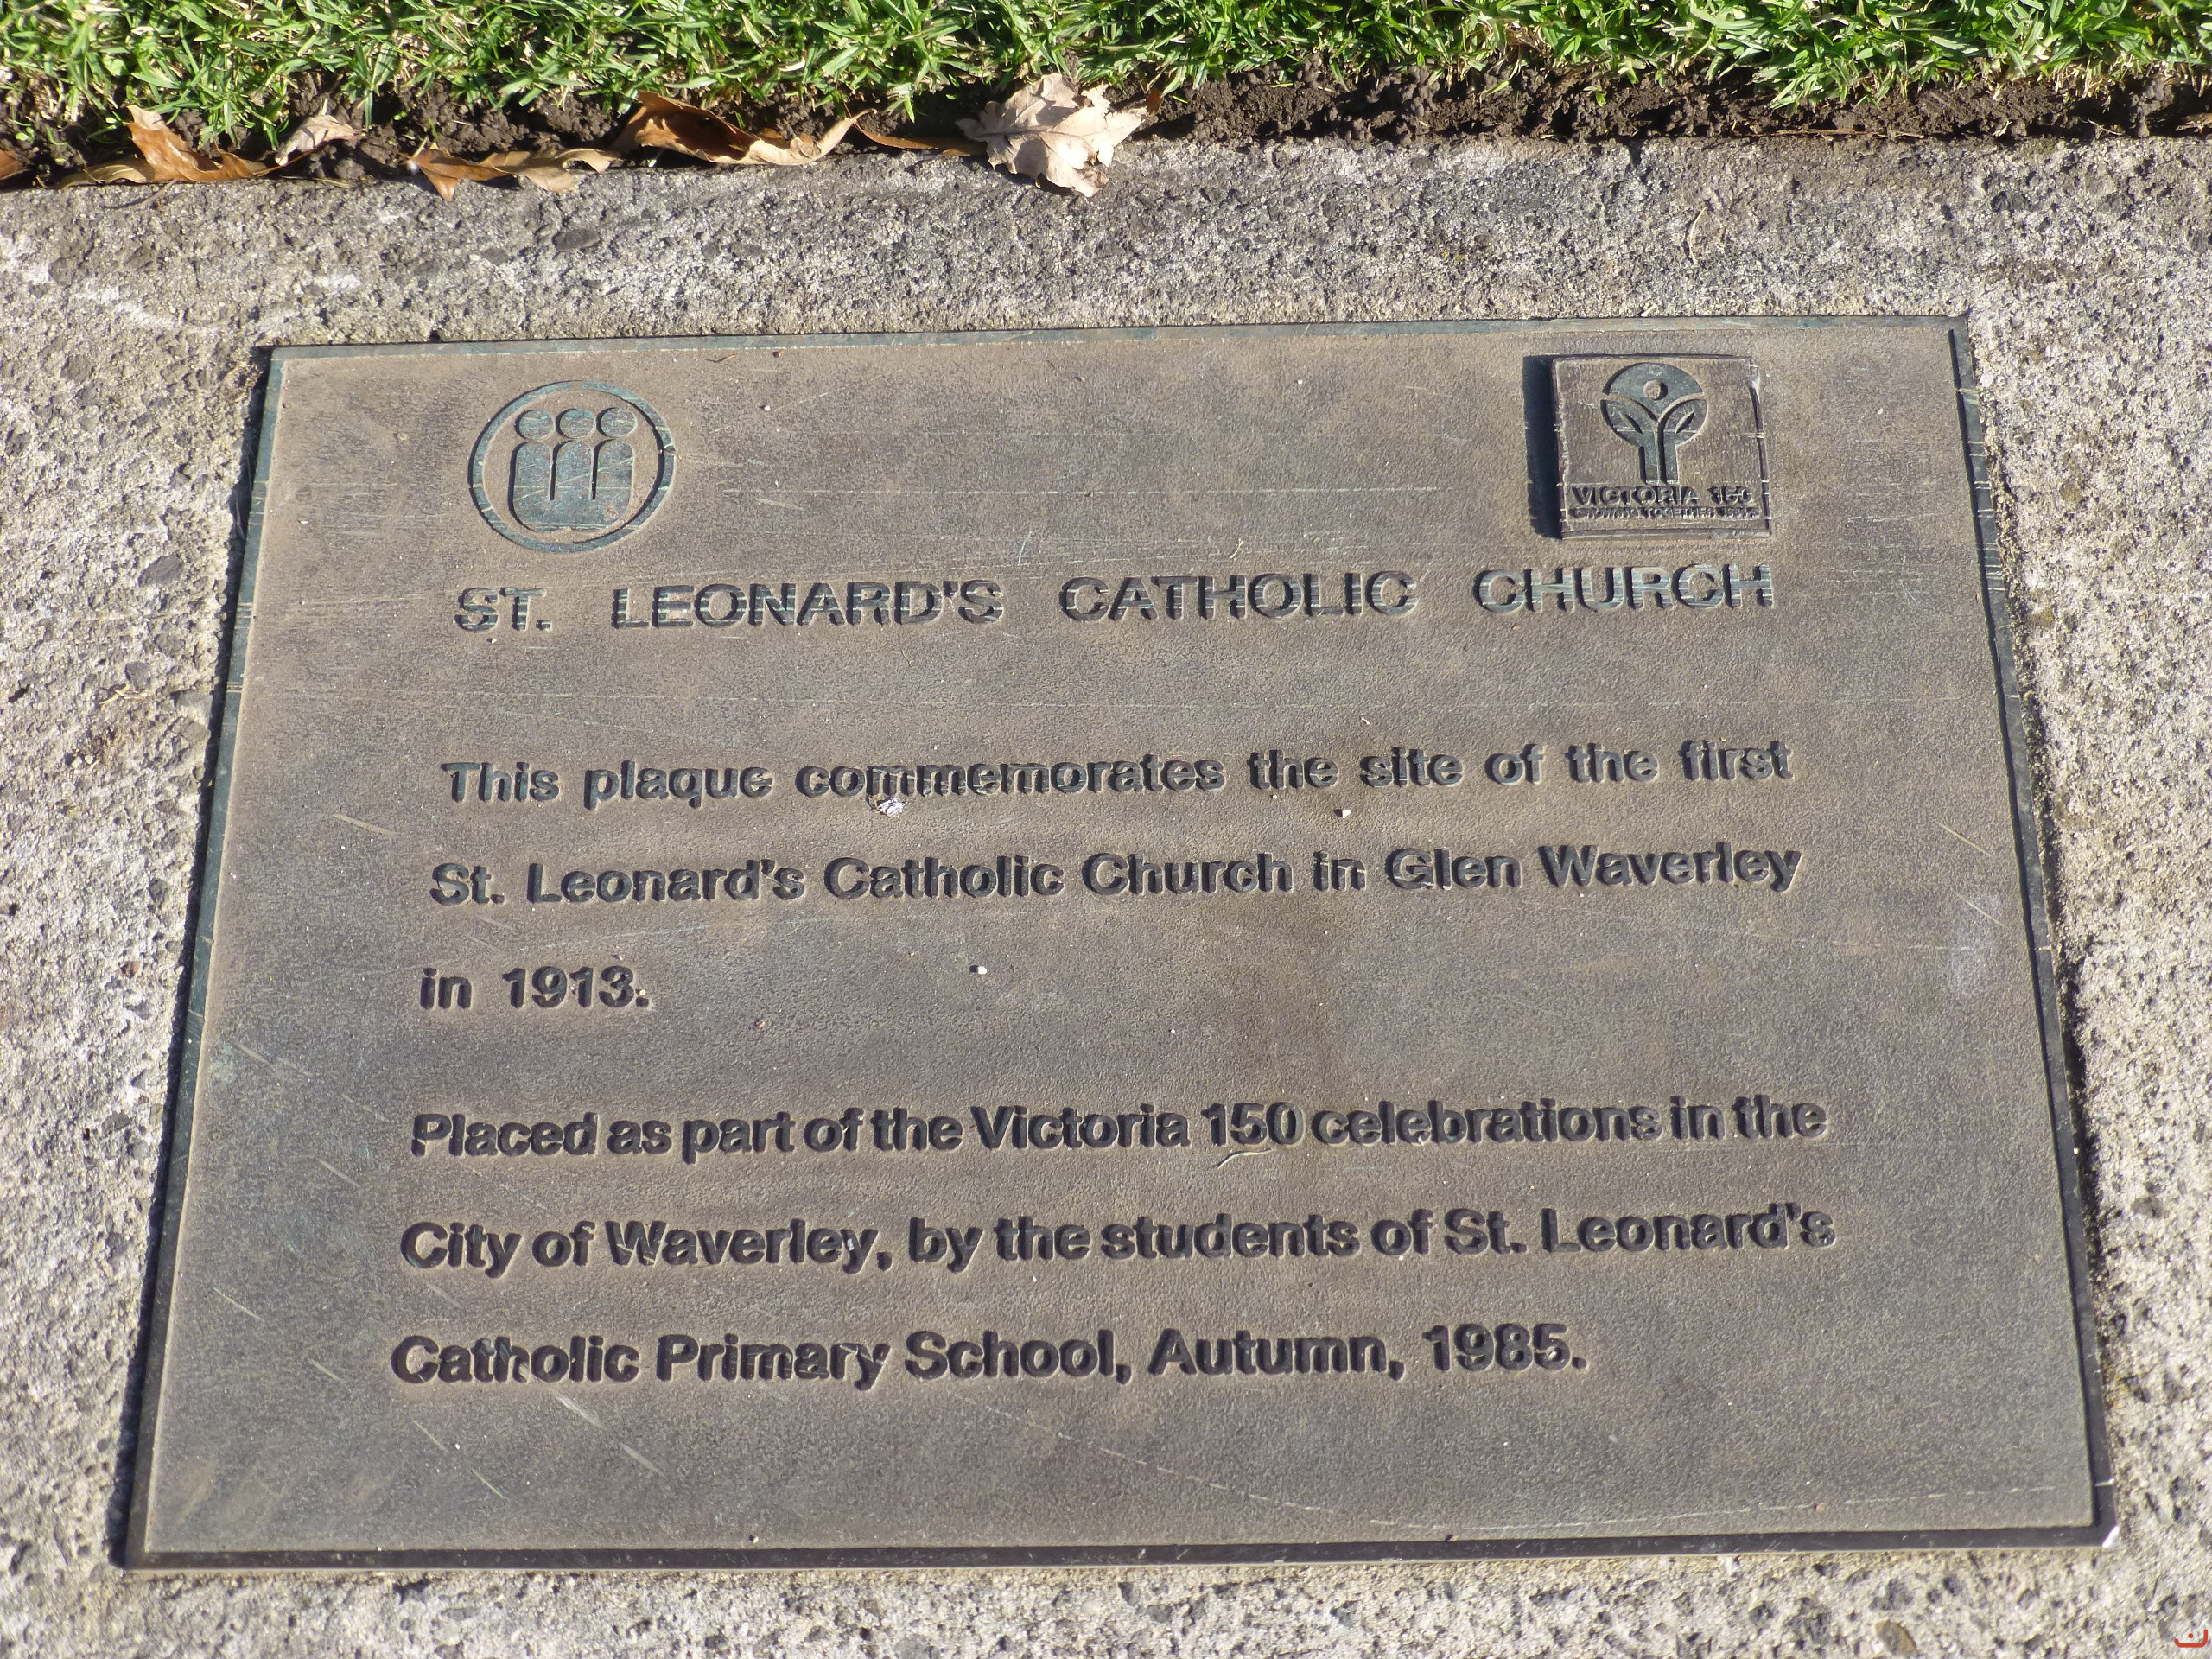 VICTORIA 150
GROWING TOGETHER
ST. LEONARD'S CATHOLIC CHURCH
This plaque commemorates the site of the first
St. Leonard's Catholic Church in Glen Waverley
in 1913.
Placed as part of the Victoria 150 celebrations in the
City of Waverley, by the students of St. Leonard's
Catholic Primary School, Autumn, 1985.